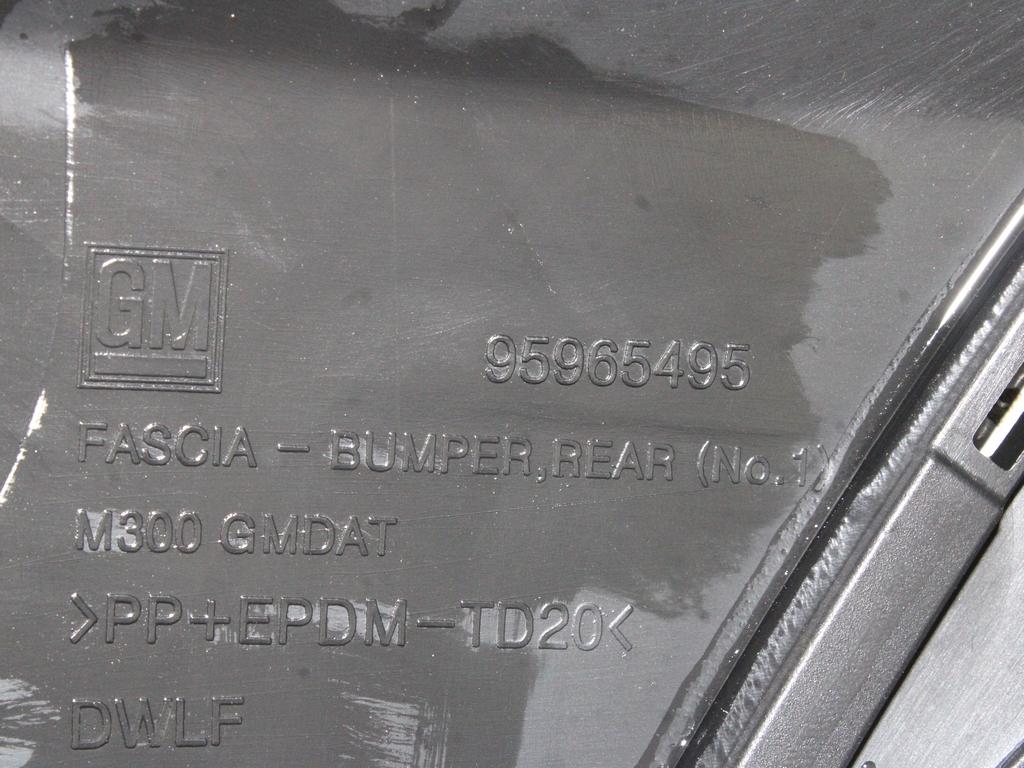 GM
95965495
FASCIA - BUMPER,REAR (No.1)
M300 GMDAT
>PP+EPDM-TD20<
DWLF